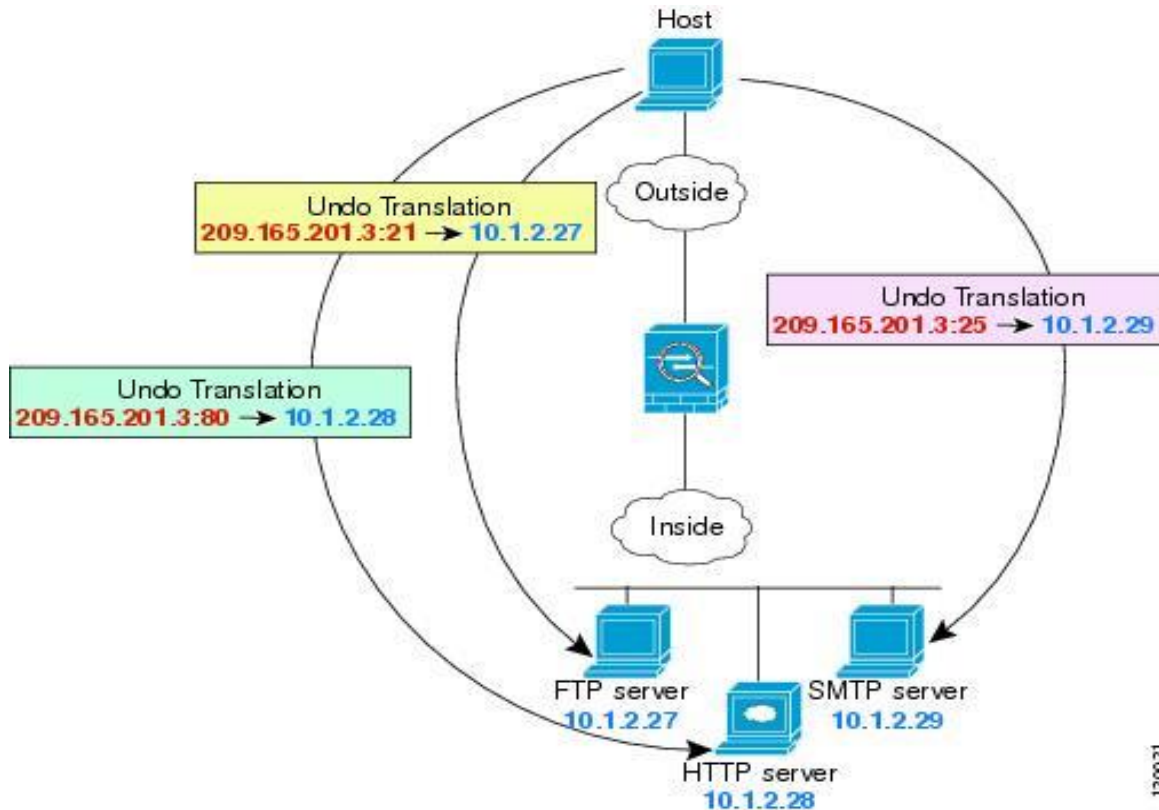 Host
Outside
Undo Translation
209.165.201.3:21 → 10.1.2.27
Undo Translation
209.165.201.3:25 → 10.1.2.29
Undo Translation
209.165.201.3:80 → 10.1.2.28
Inside
FTP server
10.1.2.27
SMTP server
10.1.2.29
HTTP server
10.1.2.28